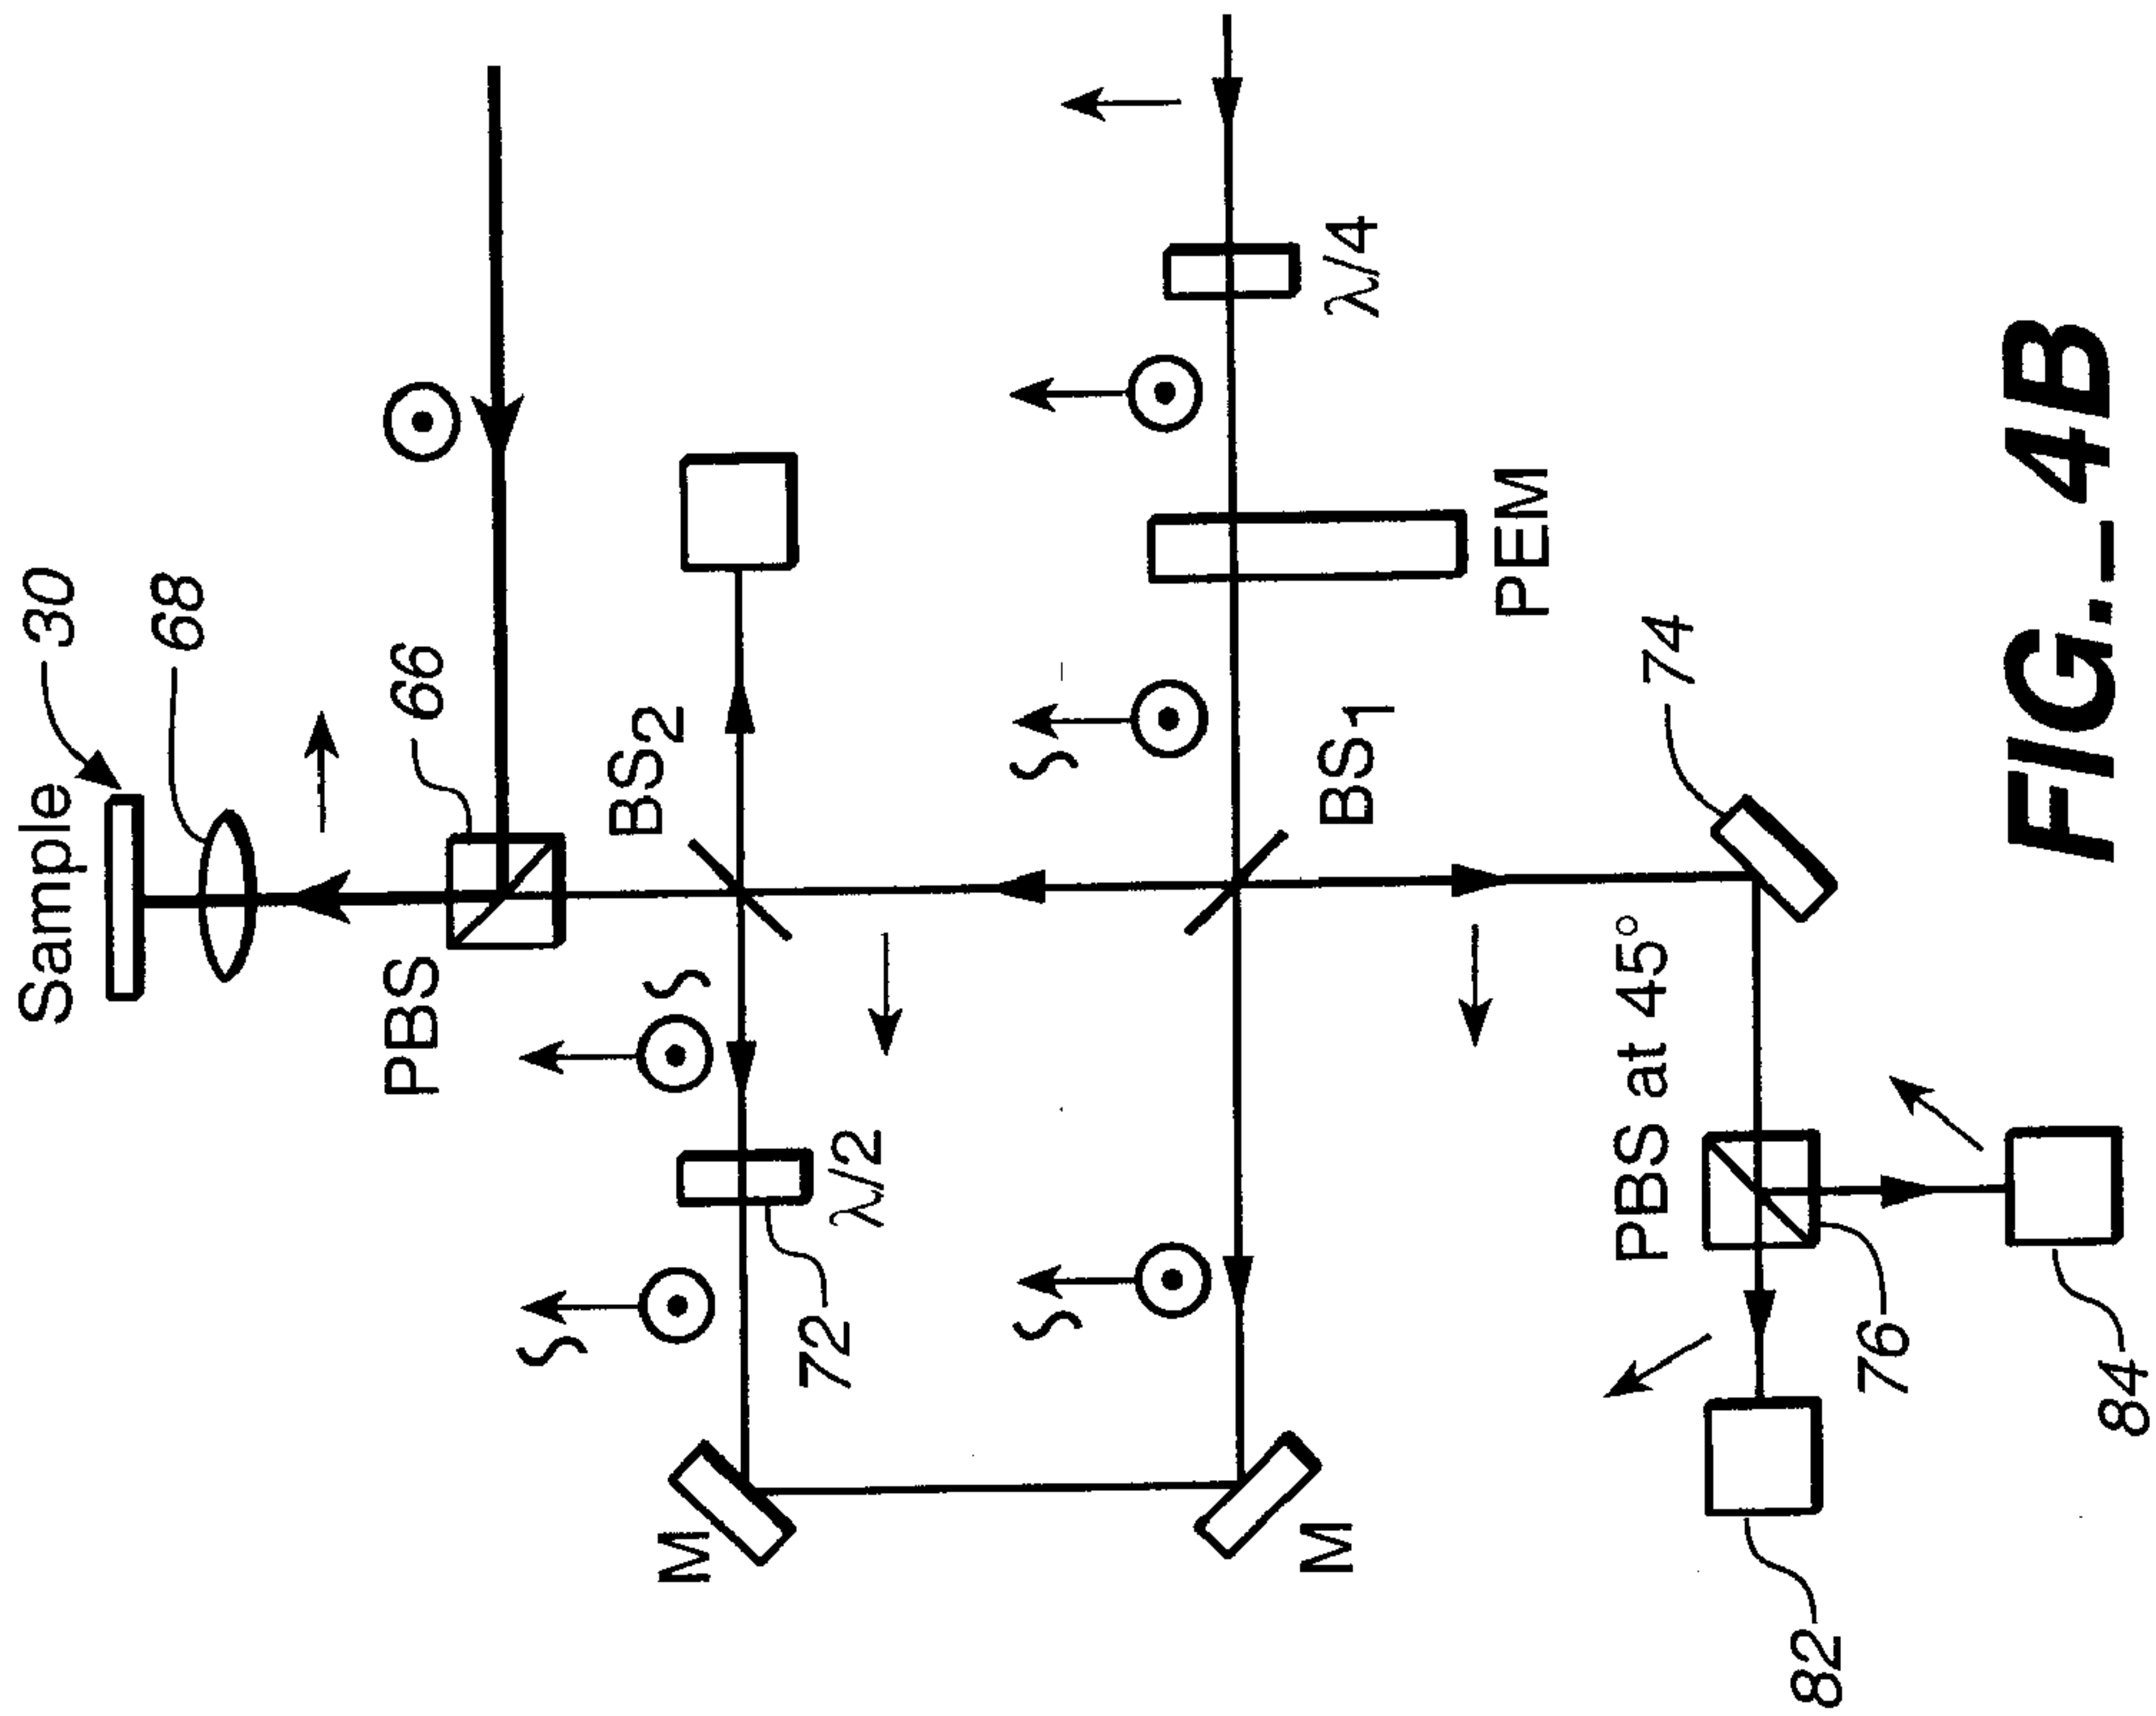 Sample
30
68
66
PBS
BS2
72
λ/2
M
M
BS1
PEM
λ/4
74
PBS at 45°
76
82
84
FIG.–4B